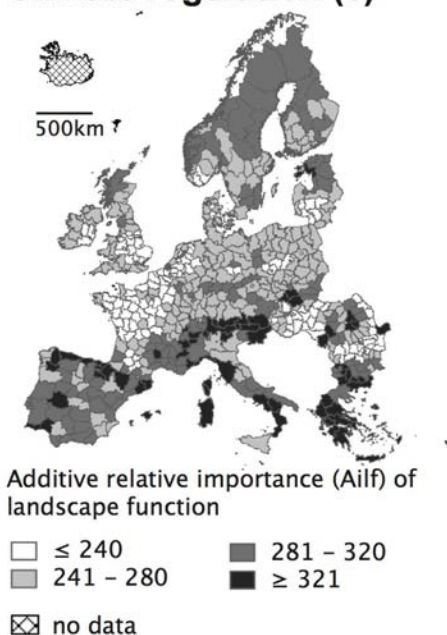 500km
Additive relative importance (Ailf) of
landscape function
≤ 240
281 – 320
241 – 280
≥ 321
no data